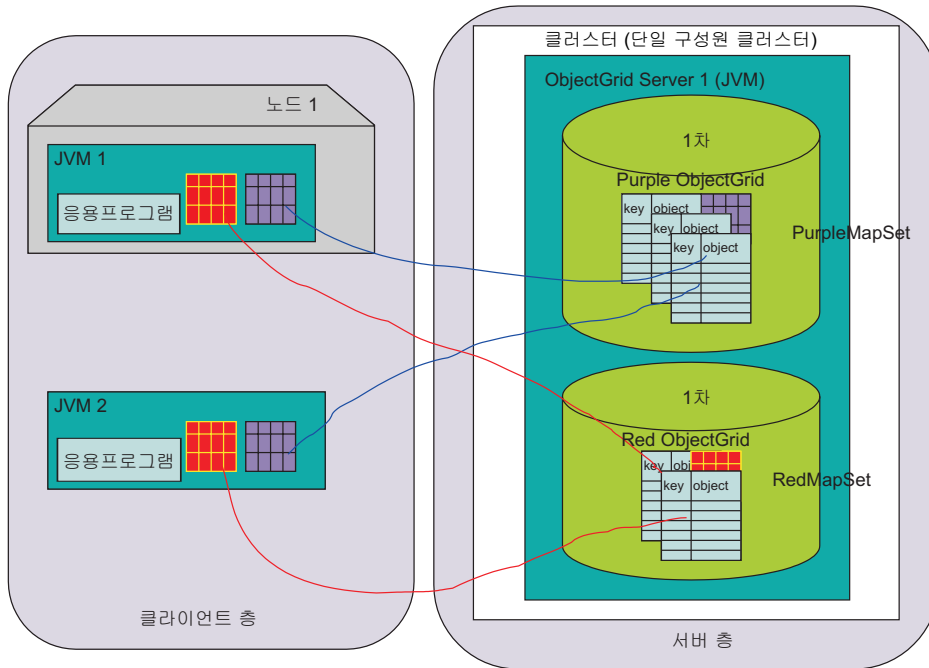 노드 1
JVM 1
응용프로그램
JVM 2
응용프로그램
클라이언트 층
클러스터 (단일 구성원 클러스터)
ObjectGrid Server 1 (JVM)
1차
Purple ObjectGrid
key object
key object
key object
PurpleMapSet
1차
Red ObjectGrid
key obj
key object
RedMapSet
서버 층